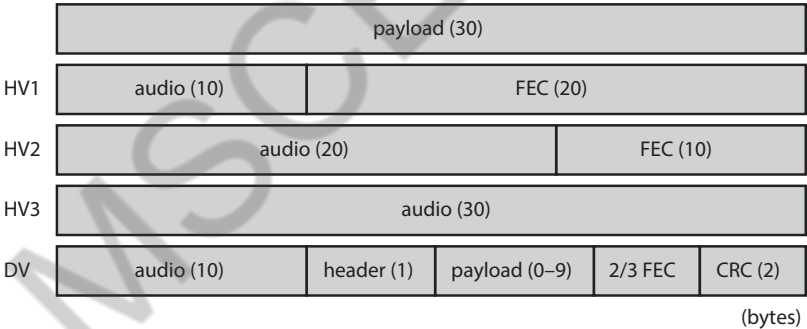 payload (30)
HV1 audio (10) FEC (20)
HV2 audio (20) FEC (10)
HV3 audio (30)
DV audio (10) header (1) payload (0–9) 2/3 FEC CRC (2)
(bytes)